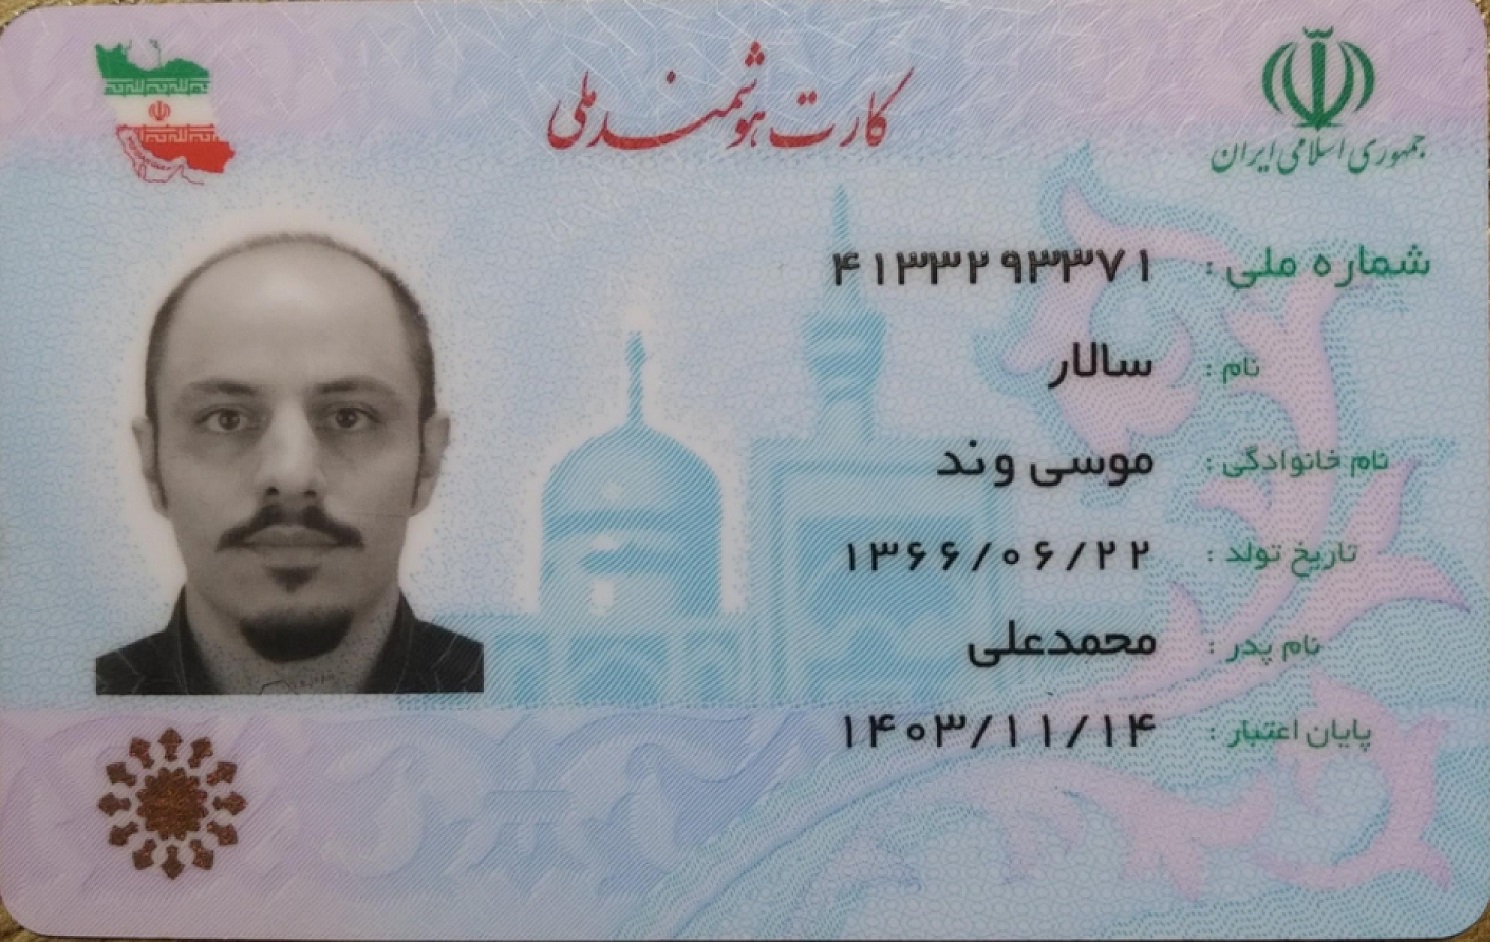 جمهوری اسلامی ایران
کارت هوشمند ملی
شماره ملی : ۴۱۳۳۲۹۳۳۷۱
نام : سالار
نام خانوادگی : موسی وند
تاریخ تولد : ۱۳۶۶/۰۶/۲۲
نام پدر : محمدعلی
پایان اعتبار : ۱۴۰۳/۱۱/۱۴